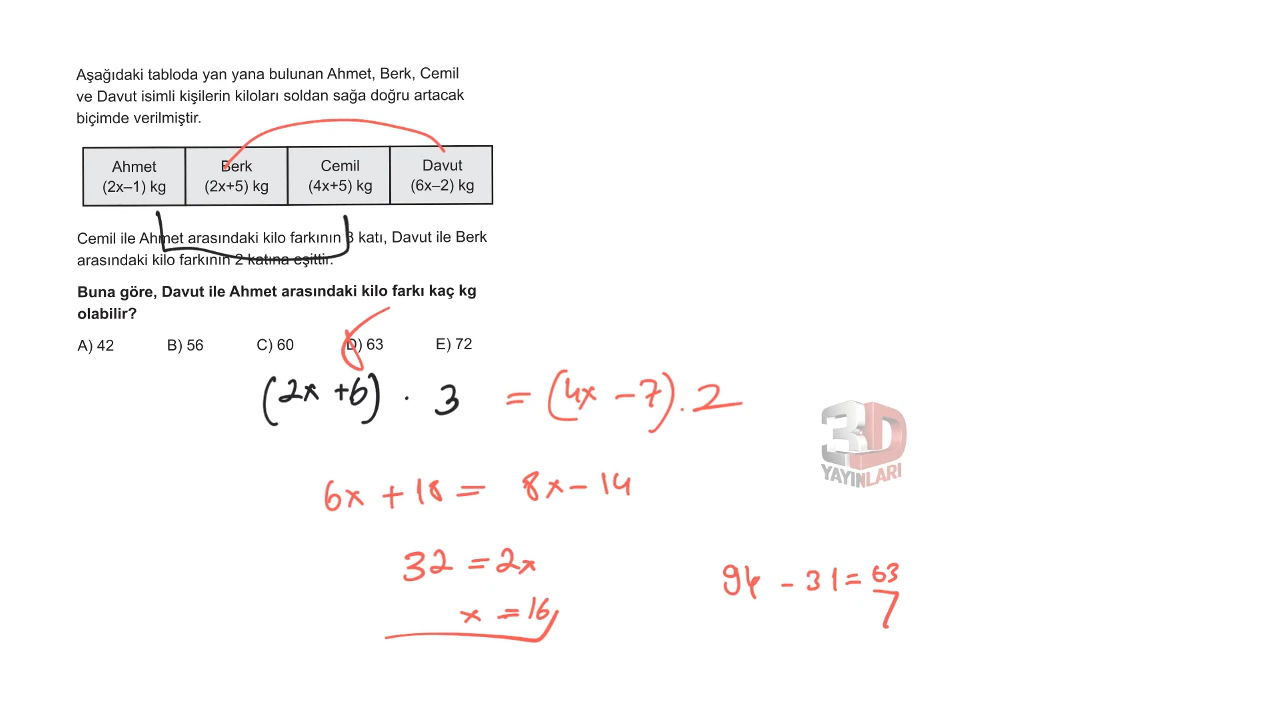 Aşağıdaki tabloda yan yana bulunan Ahmet, Berk, Cemil
ve Davut isimli kişilerin kiloları soldan sağa doğru artacak
biçimde verilmiştir.
Ahmet Berk Cemil Davut
(2x–1) kg (2x+5) kg (4x+5) kg (6x–2) kg
Cemil ile Ahmet arasındaki kilo farkının 3 katı, Davut ile Berk
arasındaki kilo farkının 2 katına eşittir.
Buna göre, Davut ile Ahmet arasındaki kilo farkı kaç kg
olabilir?
A) 42 B) 56 C) 60 D) 63 E) 72
(2x +6) · 3 = (4x – 7) . 2
3D
YAYINLARI
6x + 18 = 8x – 14
32 = 2x
x = 16
94 – 31 = 63